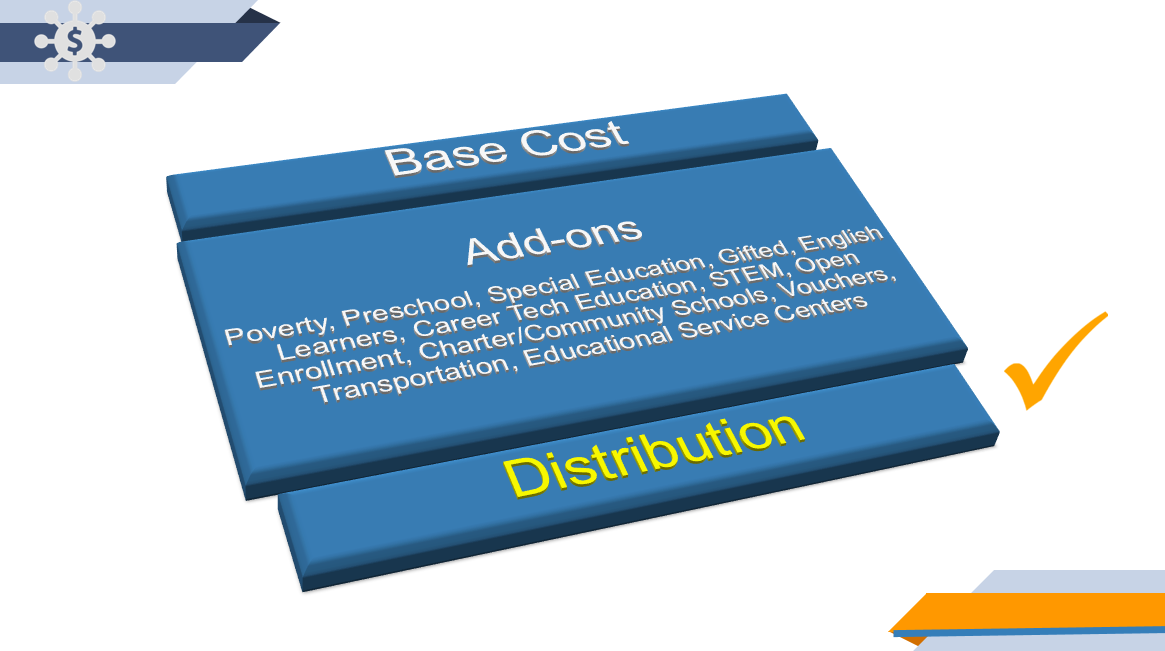 $
Base Cost
Add-ons
Poverty, Preschool, Special Education, Gifted, English
Learners, Career Tech Education, STEM, Open
Enrollment, Charter/Community Schools, Vouchers,
Transportation, Educational Service Centers
Distribution